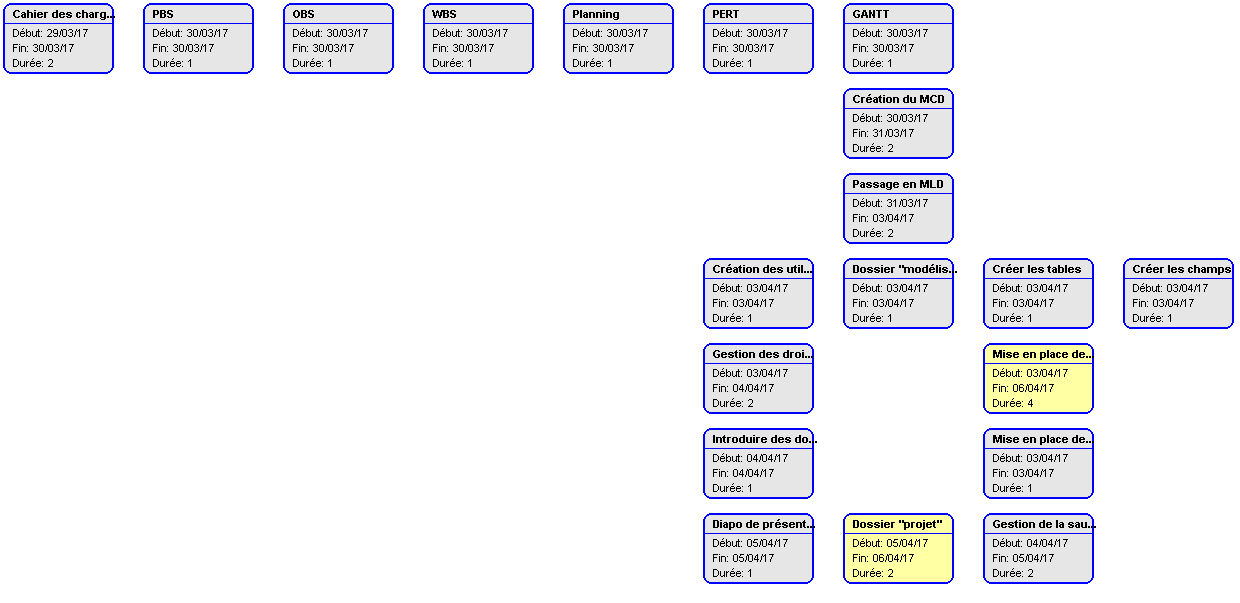 Cahier des charg...
Début: 29/03/17
Fin: 30/03/17
Durée: 2
PBS
Début: 30/03/17
Fin: 30/03/17
Durée: 1
OBS
Début: 30/03/17
Fin: 30/03/17
Durée: 1
WBS
Début: 30/03/17
Fin: 30/03/17
Durée: 1
Planning
Début: 30/03/17
Fin: 30/03/17
Durée: 1
PERT
Début: 30/03/17
Fin: 30/03/17
Durée: 1
GANTT
Début: 30/03/17
Fin: 30/03/17
Durée: 1
Création du MCD
Début: 30/03/17
Fin: 31/03/17
Durée: 2
Passage en MLD
Début: 31/03/17
Fin: 03/04/17
Durée: 2
Création des util...
Début: 03/04/17
Fin: 03/04/17
Durée: 1
Dossier "modélis...
Début: 03/04/17
Fin: 03/04/17
Durée: 1
Créer les tables
Début: 03/04/17
Fin: 03/04/17
Durée: 1
Créer les champs
Début: 03/04/17
Fin: 03/04/17
Durée: 1
Gestion des droi...
Début: 03/04/17
Fin: 04/04/17
Durée: 2
Mise en place de...
Début: 03/04/17
Fin: 06/04/17
Durée: 4
Introduire des do...
Début: 04/04/17
Fin: 04/04/17
Durée: 1
Mise en place de...
Début: 03/04/17
Fin: 03/04/17
Durée: 1
Diapo de présent...
Début: 05/04/17
Fin: 05/04/17
Durée: 1
Dossier "projet"
Début: 05/04/17
Fin: 06/04/17
Durée: 2
Gestion de la sau...
Début: 04/04/17
Fin: 05/04/17
Durée: 2